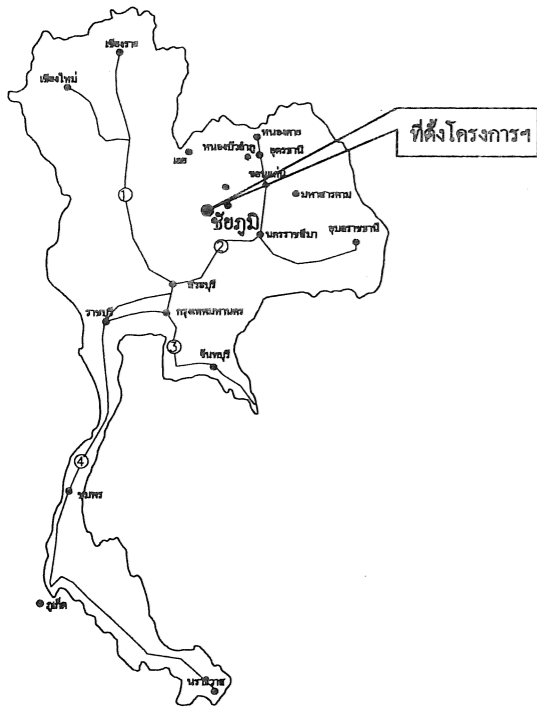 เชียงราย
เชียงใหม่
หนองคาย
ที่ตั้งโครงการฯ
เลย
หนองบัวลำภู
อุดรธานี
ขอนแก่น
มหาสารคาม
ชัยภูมิ
นครราชสีมา
อุบลราชธานี
1
2
สระบุรี
ราชบุรี
กรุงเทพมหานคร
3
จันทบุรี
4
ชุมพร
ภูเก็ต
นราธิวาส